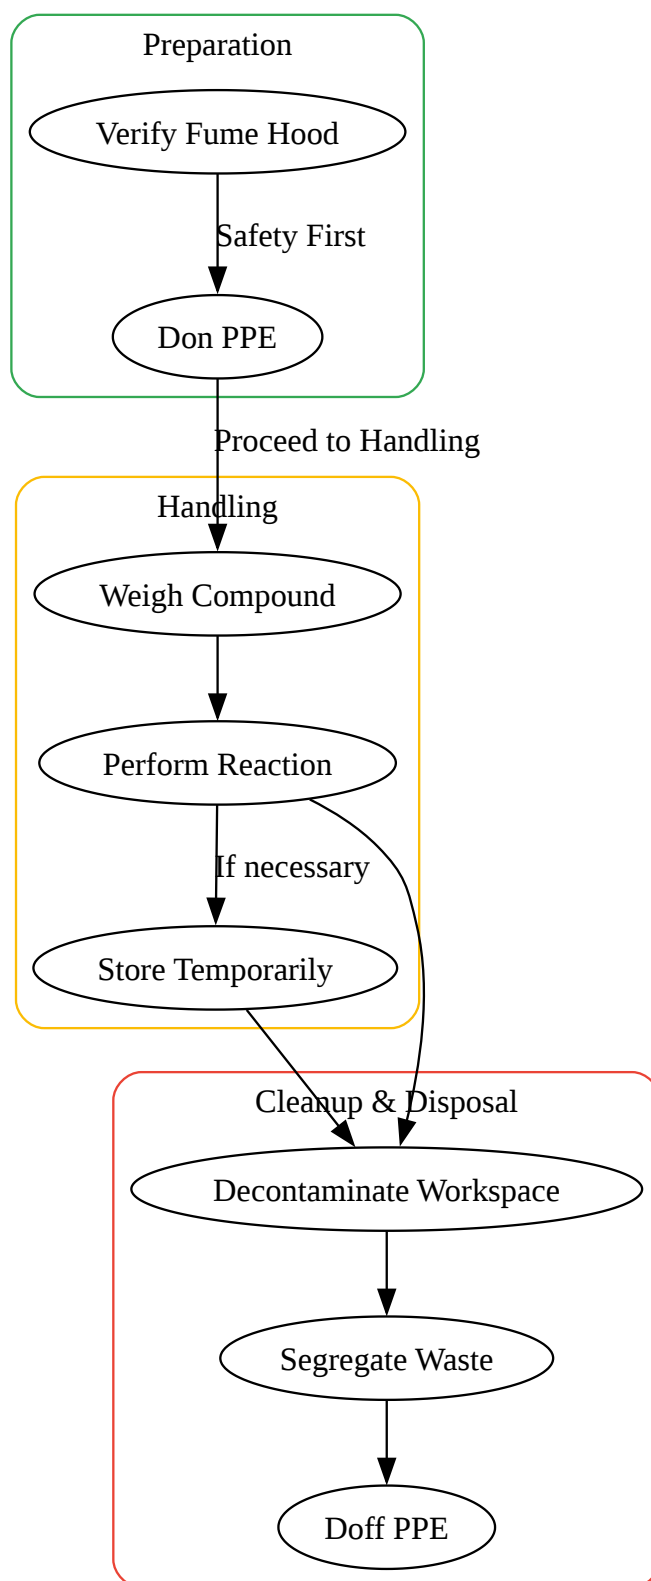 Preparation
Verify Fume Hood
Safety First
Don PPE
Proceed to Handling
Handling
Weigh Compound
Perform Reaction
If necessary
Store Temporarily
Cleanup & Disposal
Decontaminate Workspace
Segregate Waste
Doff PPE